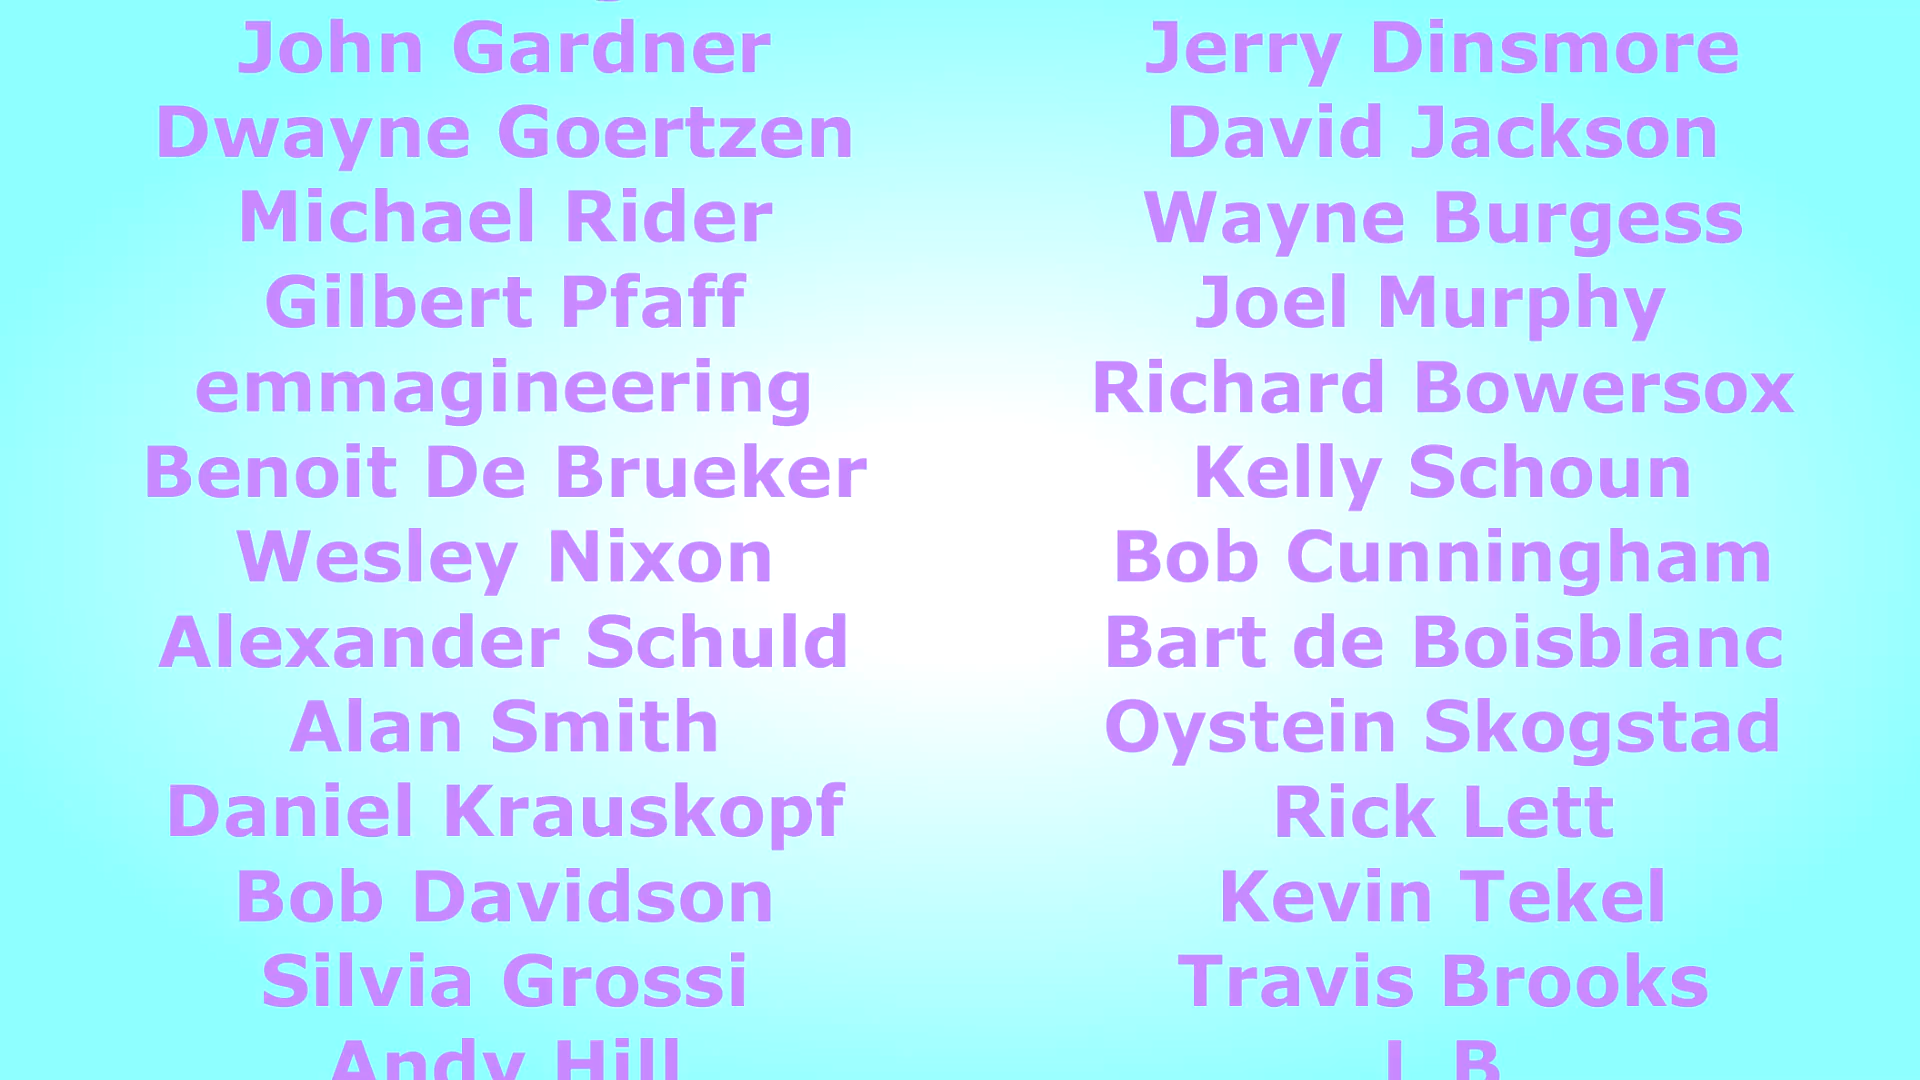 John Gardner
Dwayne Goertzen
Michael Rider
Gilbert Pfaff
emmagineering
Benoit De Brueker
Wesley Nixon
Alexander Schuld
Alan Smith
Daniel Krauskopf
Bob Davidson
Silvia Grossi
Andy Hill
Jerry Dinsmore
David Jackson
Wayne Burgess
Joel Murphy
Richard Bowersox
Kelly Schoun
Bob Cunningham
Bart de Boisblanc
Oystein Skogstad
Rick Lett
Kevin Tekel
Travis Brooks